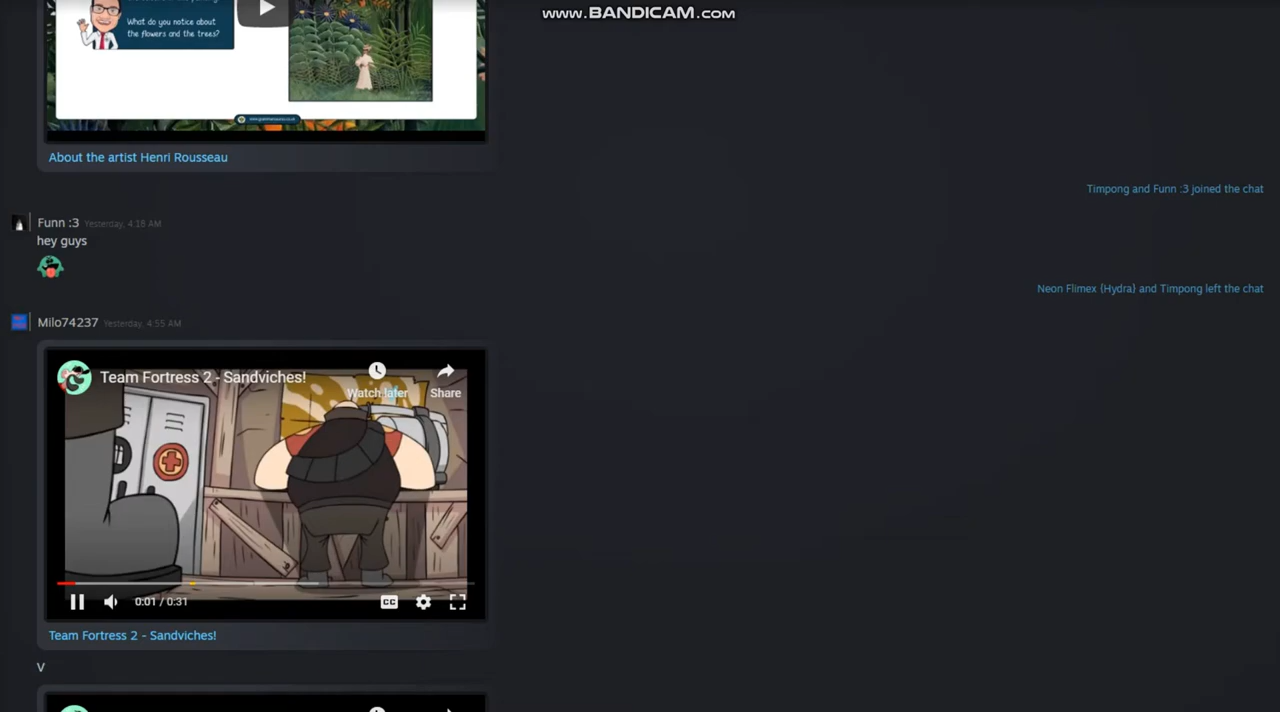 www.BANDICAM.com
What do you notice about
the flowers and the trees?
About the artist Henri Rousseau
Timpong and Funn :3 joined the chat
Funn :3 Yesterday, 4:18 AM
hey guys
Neon Flimex {Hydra} and Timpong left the chat
Milo74237 Yesterday, 4:55 AM
Team Fortress 2 - Sandviches!
Watch later
Share
0:01 / 0:31
CC
Team Fortress 2 - Sandviches!
V